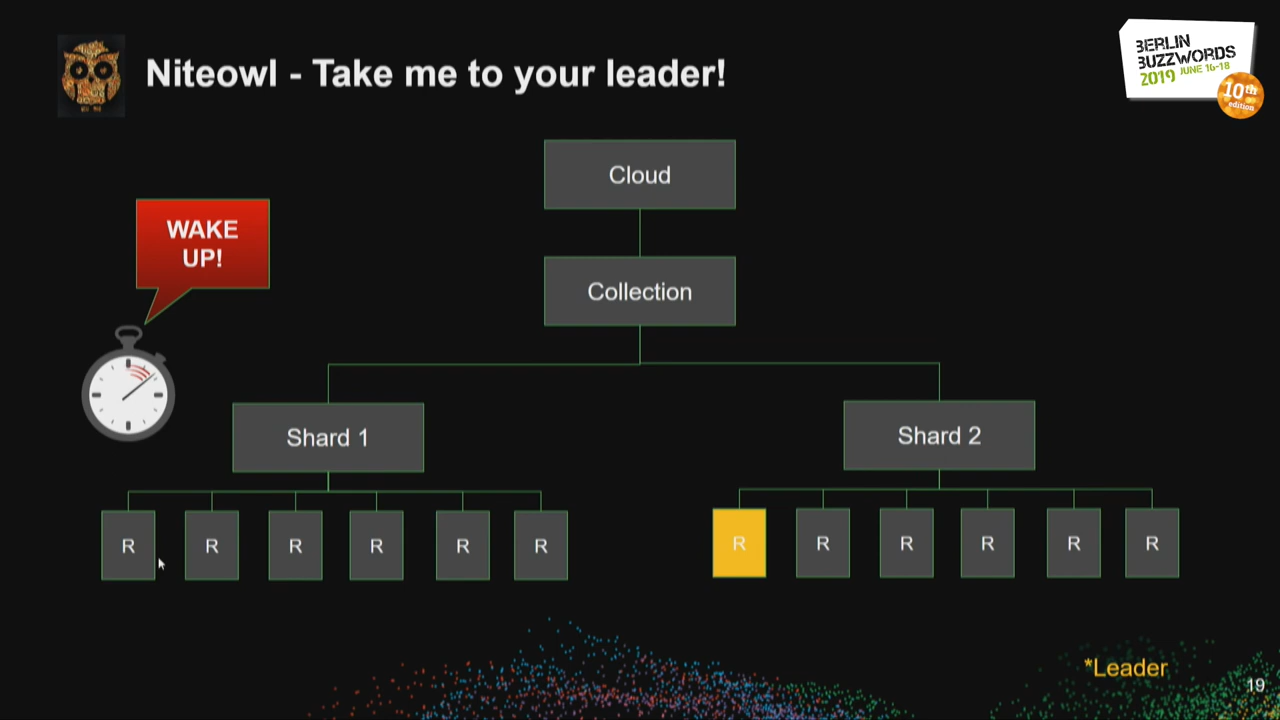 Niteowl - Take me to your leader!
BERLIN
BUZZWORDS
2019 JUNE 16-18
10th
edition
Cloud
WAKE
UP!
Collection
Shard 1
Shard 2
R R R R R R
R R R R R R
*Leader
19